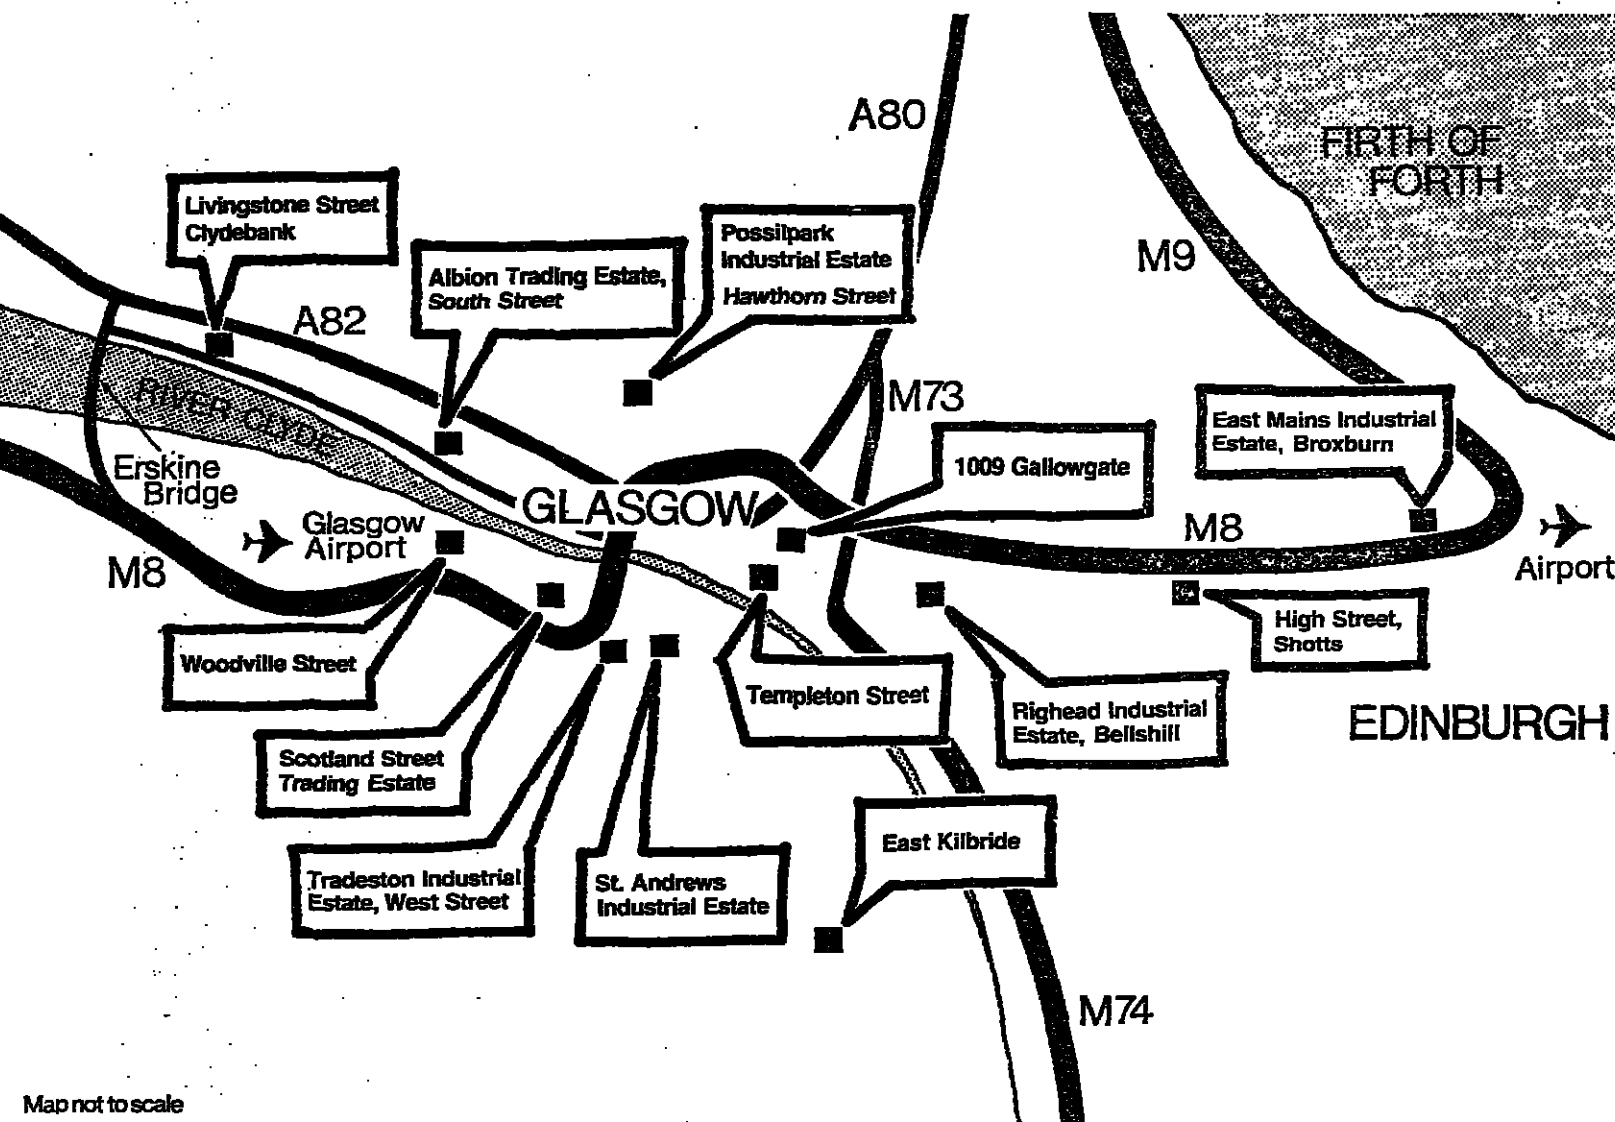 A80
FIRTH OF
FORTH
Livingstone Street
Clydebank
Possilpark
Industrial Estate
Hawthorn Street
M9
Albion Trading Estate,
South Street
A82
M73
RIVER CLYDE
East Mains Industrial
Estate, Broxburn
1009 Gallowgate
Erskine
Bridge
GLASGOW
Glasgow
Airport
M8
M8
Airport
High Street,
Shotts
Woodville Street
Templeton Street
Righead Industrial
Estate, Bellshill
EDINBURGH
Scotland Street
Trading Estate
East Kilbride
Tradeston Industrial
Estate, West Street
St. Andrews
Industrial Estate
M74
Map not to scale